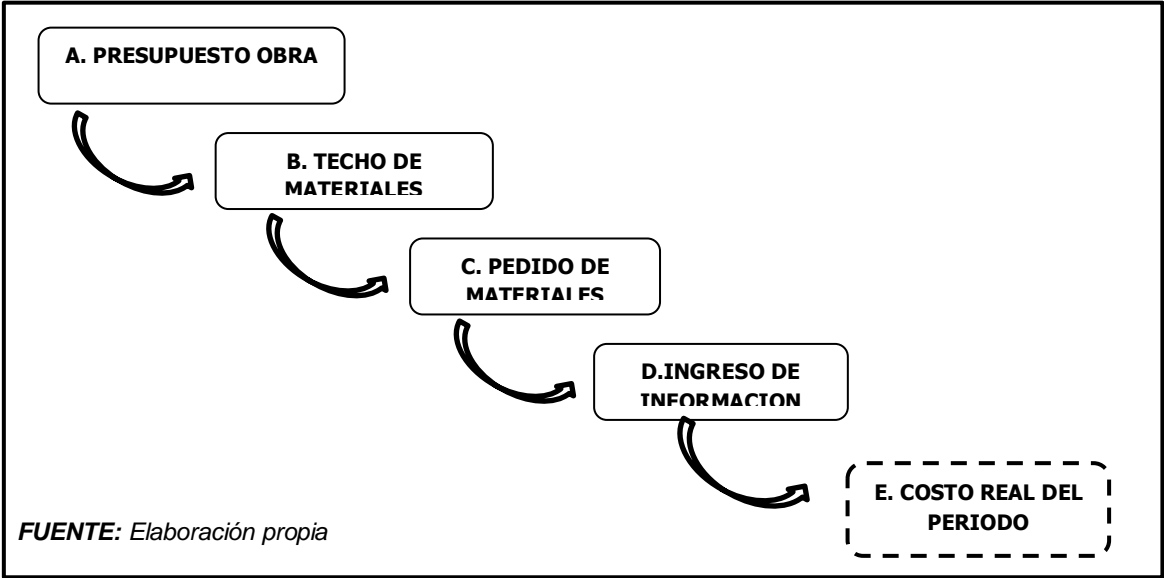 A. PRESUPUESTO OBRA
B. TECHO DE
MATERIALES
C. PEDIDO DE
MATERIALES
D.INGRESO DE
INFORMACION
E. COSTO REAL DEL
PERIODO
FUENTE: Elaboración propia